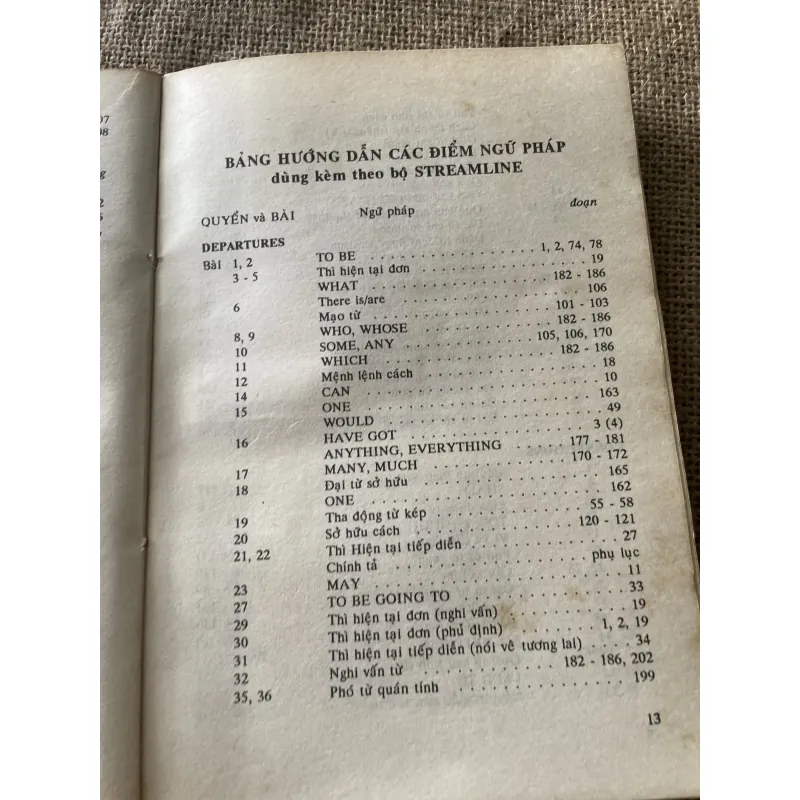 BẢNG HƯỚNG DẪN CÁC ĐIỂM NGỮ PHÁP
dùng kèm theo bộ STREAMLINE
QUYỂN và BÀI Ngữ pháp đoạn
DEPARTURES
Bài 1, 2 TO BE . . . . . . . . . . . . . . . . 1, 2, 74, 78
3 - 5 Thì hiện tại đơn . . . . . . . . . . . . . . . . 19
WHAT . . . . . . . . . . . . . . . . 182 - 186
6 There is/are . . . . . . . . . . . . . . . . 106
Mạo từ . . . . . . . . . . . . . . . . 101 - 103
8, 9 WHO, WHOSE . . . . . . . . . . . . . . . . 182 - 186
10 SOME, ANY . . . . . . . . . . . . 105, 106, 170
11 WHICH . . . . . . . . . . . . . . . . 182 - 186
12 Mệnh lệnh cách . . . . . . . . . . . . . . . . 18
14 CAN . . . . . . . . . . . . . . . . 10
15 ONE . . . . . . . . . . . . . . . . 163
WOULD . . . . . . . . . . . . . . . . 49
16 HAVE GOT . . . . . . . . . . . . . . . . 3 (4)
ANYTHING, EVERYTHING . . . . . 177 - 181
17 MANY, MUCH . . . . . . . . . . . . 170 - 172
18 Đại từ sở hữu . . . . . . . . . . . . . . . . 165
ONE . . . . . . . . . . . . . . . . 162
19 Tha động từ kép . . . . . . . . . . . . 55 - 58
20 Sở hữu cách . . . . . . . . . . . . 120 - 121
21, 22 Thì Hiện tại tiếp diễn . . . . . . . . . . . . 27
Chính tả . . . . . . . . . . . . . . . . phụ lục
23 MAY . . . . . . . . . . . . . . . . 11
27 TO BE GOING TO . . . . . . . . . . . . 33
29 Thì hiện tại đơn (nghi vấn) . . . . . . . . . . 19
30 Thì hiện tại đơn (phủ định) . . . . . . . 1, 2, 19
31 Thì hiện tại tiếp diễn (nói vê tương lai) . . . . 34
32 Nghi vấn từ . . . . . . . . . . . . 182 - 186, 202
35, 36 Phó từ quán tính . . . . . . . . . . . . 199
13